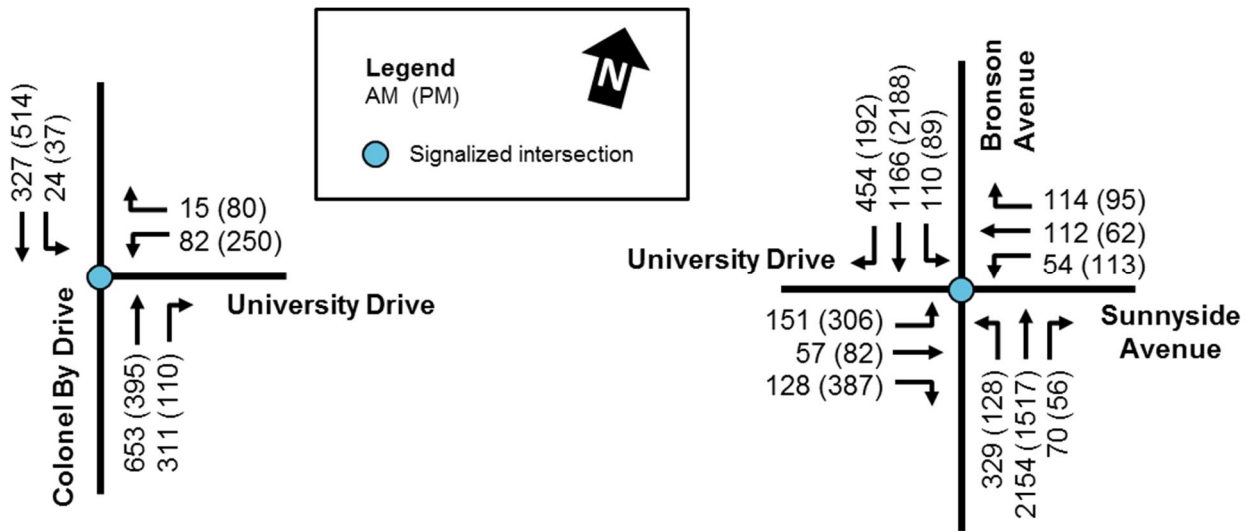 Legend
AM (PM)
N
Signalized intersection
327 (514)
24 (37)
15 (80)
82 (250)
University Drive
Colonel By Drive
653 (395)
311 (110)
Bronson
Avenue
454 (192)
1166 (2188)
110 (89)
114 (95)
112 (62)
54 (113)
University Drive
151 (306)
57 (82)
128 (387)
Sunnyside
Avenue
329 (128)
2154 (1517)
70 (56)